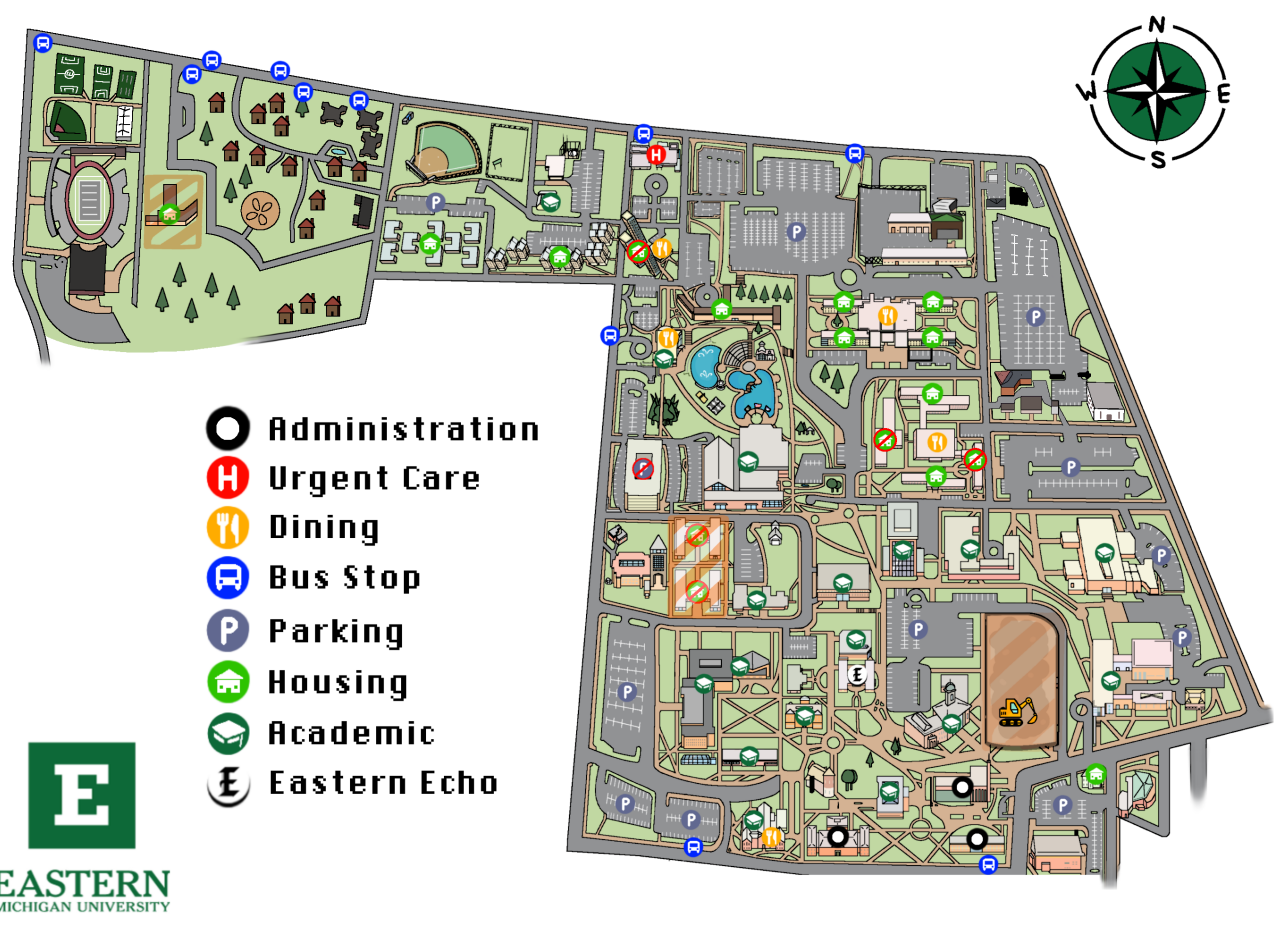 N
W
E
S
Administration
H
Urgent Care
Dining
Bus Stop
P
Parking
Housing
Academic
E
Eastern Echo
E
EASTERN
MICHIGAN UNIVERSITY
H
P
P
P
P
P
P
P
P
E
P
P
P
P